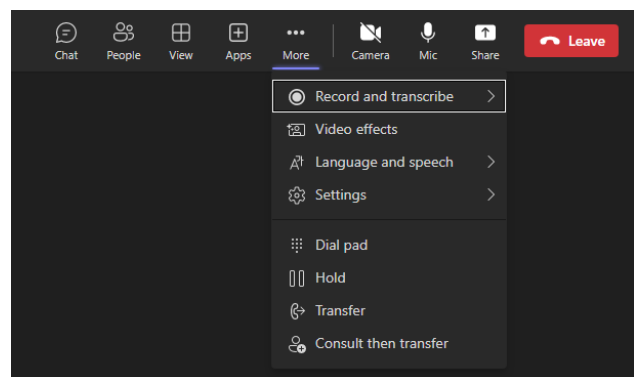 Chat People View Apps More Camera Mic Share Leave
Record and transcribe
Video effects
Language and speech
Settings
Dial pad
Hold
Transfer
Consult then transfer